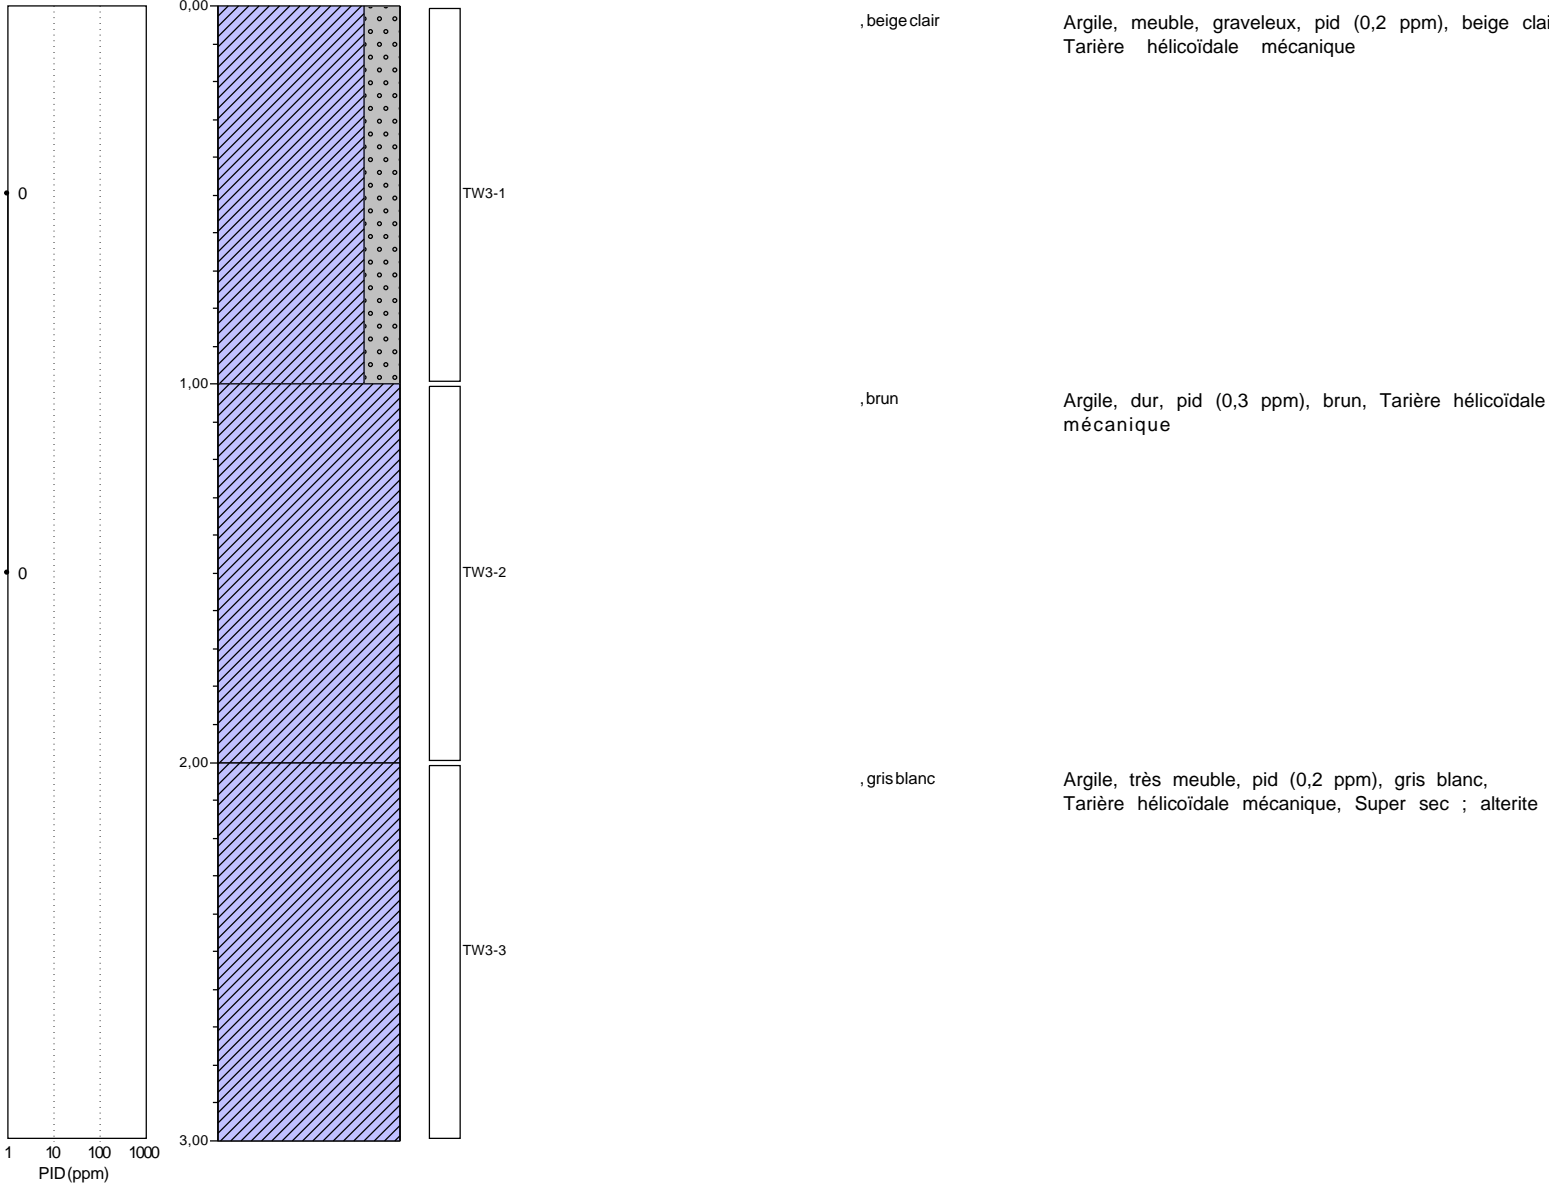 0,00
, beige clair
Argile, meuble, graveleux, pid (0,2 ppm), beige clai
Tarière hélicoïdale mécanique
0
TW3-1
1,00
, brun
Argile, dur, pid (0,3 ppm), brun, Tarière hélicoïdale
mécanique
0
TW3-2
2,00
, gris blanc
Argile, très meuble, pid (0,2 ppm), gris blanc,
Tarière hélicoïdale mécanique, Super sec ; alterite
TW3-3
3,00
1 10 100 1000
PID (ppm)